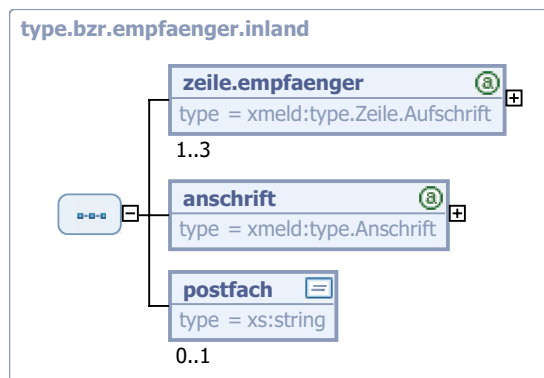 type.bzr.empfaenger.inland
zeile.empfaenger
type = xmeld:type.Zeile.Aufschrift
1..3
anschrift
type = xmeld:type.Anschrift
postfach
type = xs:string
0..1